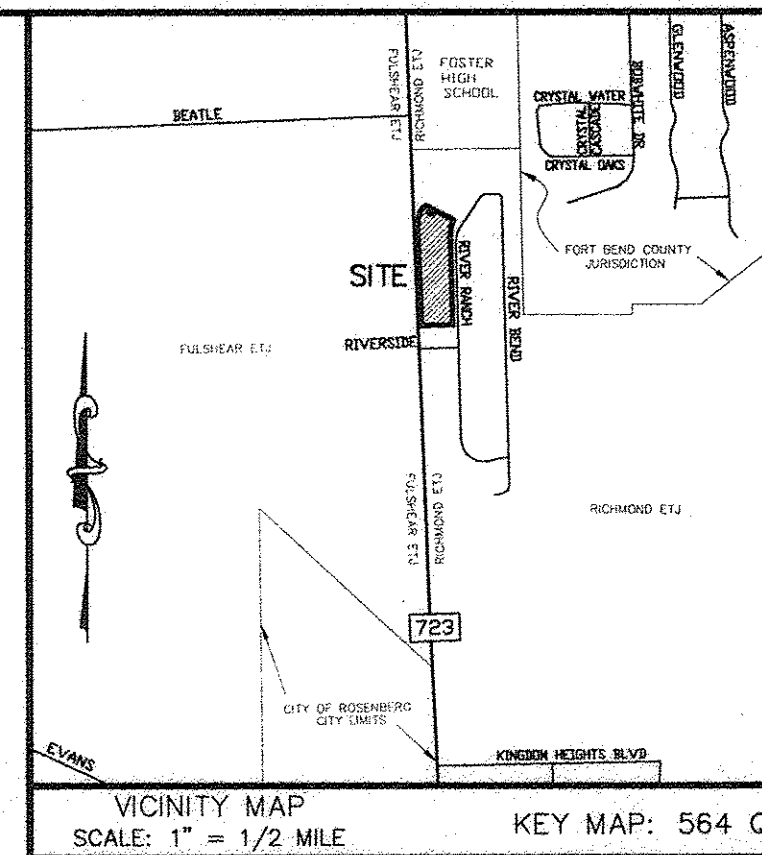 FULSHEAR ETJ
RICHMOND ETJ
FOSTER
HIGH
SCHOOL
BEATLE
CRYSTAL WATER
CRYSTAL
CASCADE
CRYSTAL OAKS
BOBWHITE DR
GLENWOOD
ASPENWOOD
FORT BEND COUNTY
JURISDICTION
SITE
RIVER RANCH
RIVER BEND
RIVERSIDE
FULSHEAR ETJ
FULSHEAR ETJ
RICHMOND ETJ
RICHMOND ETJ
723
CITY OF ROSENBERG
CITY LIMITS
EVANS
KINGDOM HEIGHTS BLVD
VICINITY MAP
SCALE: 1" = 1/2 MILE
KEY MAP: 564 Q